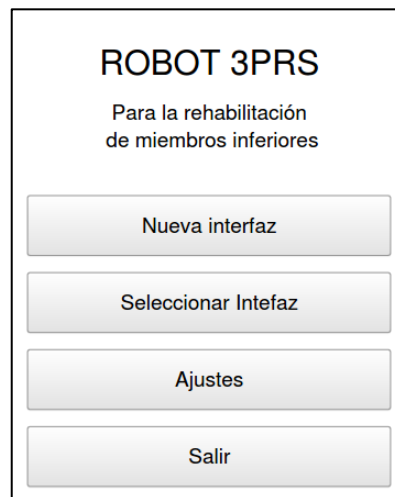 ROBOT 3PRS
Para la rehabilitación
de miembros inferiores
Nueva interfaz
Seleccionar Intefaz
Ajustes
Salir